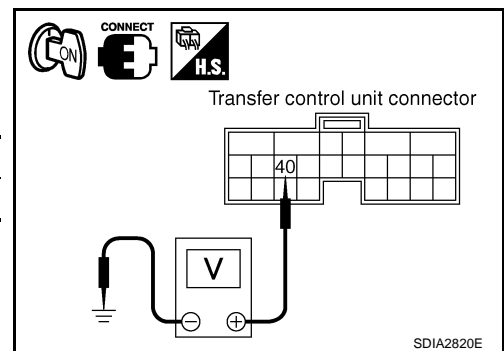 CONNECT
ON
H.S.
Transfer control unit connector
40
V
SDIA2820E